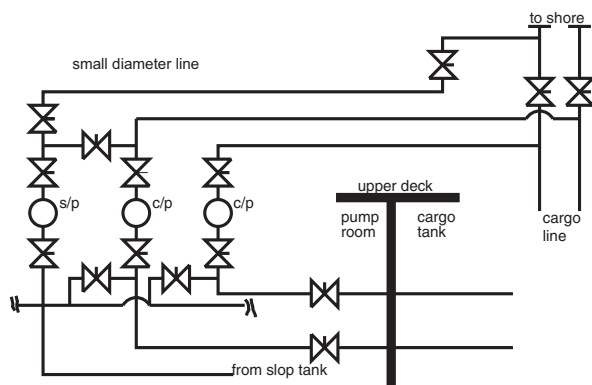 to shore
small diameter line
s/p
c/p
c/p
upper deck
pump
room
cargo
tank
cargo
line
from slop tank